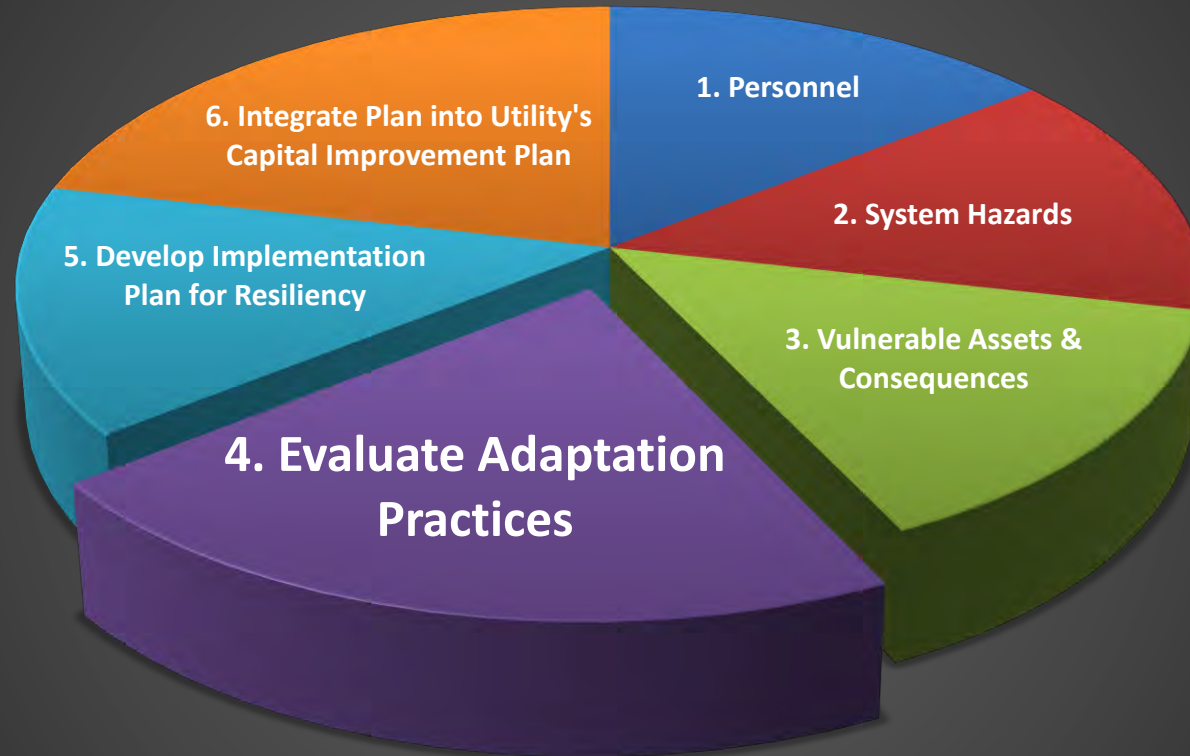 1. Personnel
2. System Hazards
3. Vulnerable Assets &
Consequences
4. Evaluate Adaptation
Practices
5. Develop Implementation
Plan for Resiliency
6. Integrate Plan into Utility's
Capital Improvement Plan